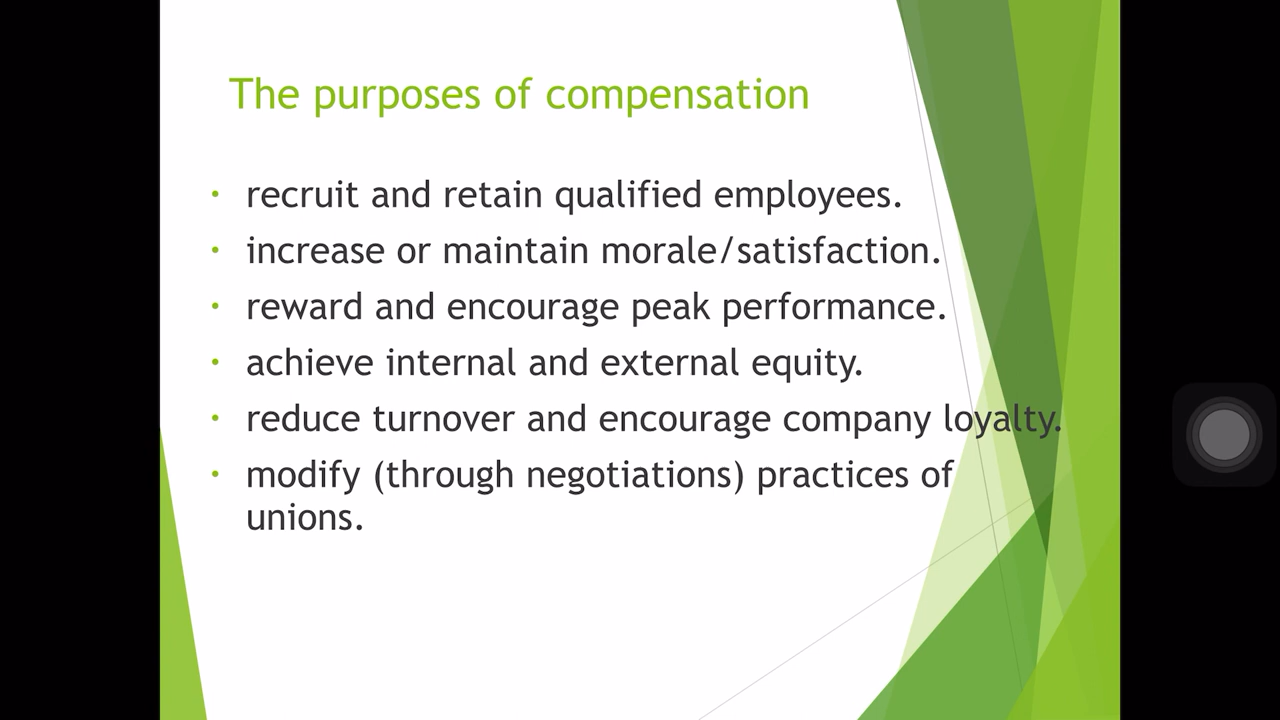 The purposes of compensation
• recruit and retain qualified employees.
• increase or maintain morale/satisfaction.
• reward and encourage peak performance.
• achieve internal and external equity.
• reduce turnover and encourage company loyalty.
• modify (through negotiations) practices of
unions.